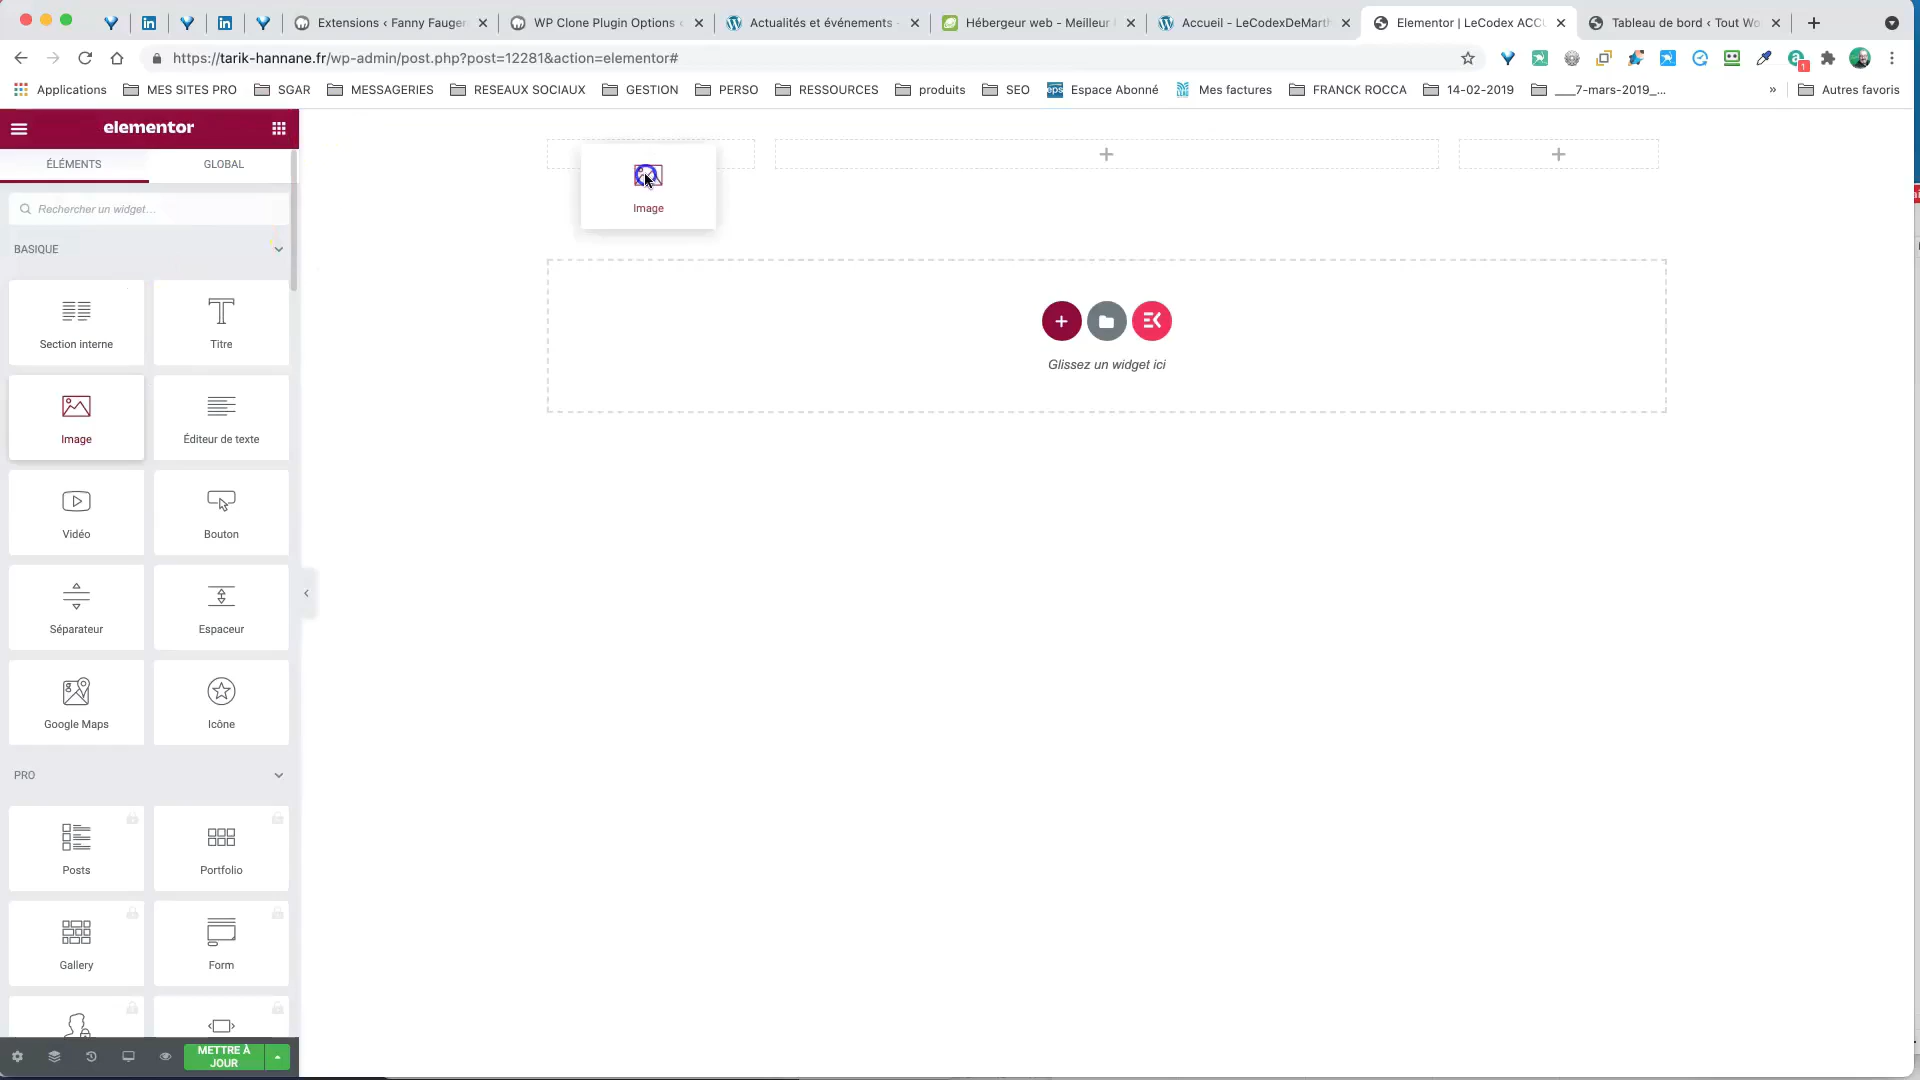 Extensions ‹ Fanny Fauger
WP Clone Plugin Options ‹
Actualités et événements -
Hébergeur web - Meilleur
Accueil - LeCodexDeMarth
Elementor | LeCodex ACCU
Tableau de bord ‹ Tout Wo
https://tarik-hannane.fr/wp-admin/post.php?post=12281&action=elementor#
1
Applications
MES SITES PRO
SGAR
MESSAGERIES
RESEAUX SOCIAUX
GESTION
PERSO
RESSOURCES
produits
SEO
eps
Espace Abonné
Mes factures
FRANCK ROCCA
14-02-2019
___7-mars-2019_...
»
Autres favoris
elementor
ÉLÉMENTS
GLOBAL
Rechercher un widget...
BASIQUE
Section interne
Titre
Image
Éditeur de texte
Vidéo
Bouton
Séparateur
Espaceur
Google Maps
Icône
PRO
Posts
Portfolio
Gallery
Form
METTRE À
JOUR
Image
Glissez un widget ici